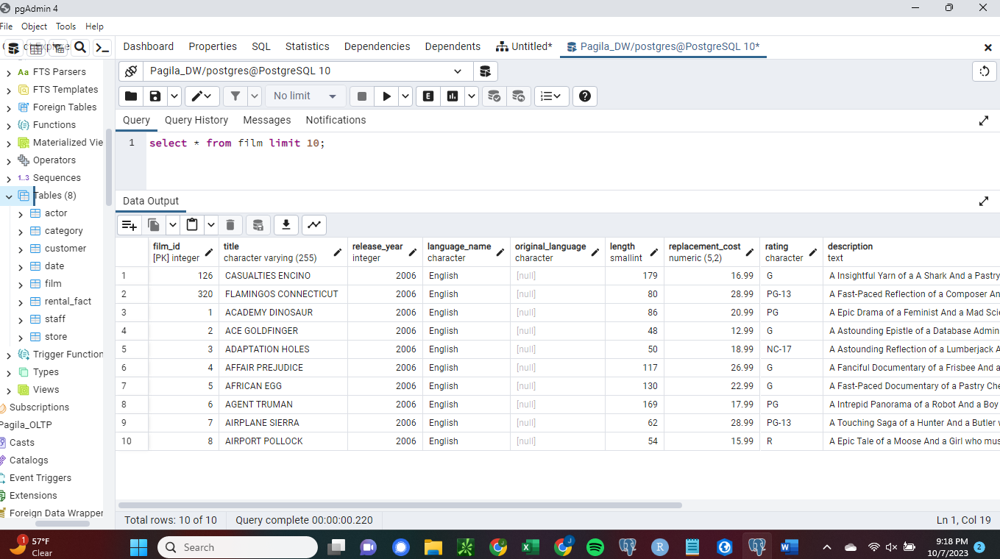 pgAdmin 4
File Object Tools Help
Dashboard Properties SQL Statistics Dependencies Dependents Untitled* Pagila_DW/postgres@PostgreSQL 10*
Aa FTS Parsers
FTS Templates
Foreign Tables
Functions
Materialized Vie
Operators
1..3 Sequences
Tables (8)
actor
category
customer
date
film
rental_fact
staff
store
Trigger Function
Types
Views
Subscriptions
Pagila_OLTP
Casts
Catalogs
Event Triggers
Extensions
Foreign Data Wrapper
Pagila_DW/postgres@PostgreSQL 10
No limit
E
Query Query History Messages Notifications
1 select * from film limit 10;
Data Output
film_id title release_year language_name original_language length replacement_cost rating description
[PK] integer character varying (255) integer character character smallint numeric (5,2) character text
1 126 CASUALTIES ENCINO 2006 English [null] 179 16.99 G A Insightful Yarn of a A Shark And a Pastry
2 320 FLAMINGOS CONNECTICUT 2006 English [null] 80 28.99 PG-13 A Fast-Paced Reflection of a Composer An
3 1 ACADEMY DINOSAUR 2006 English [null] 86 20.99 PG A Epic Drama of a Feminist And a Mad Scie
4 2 ACE GOLDFINGER 2006 English [null] 48 12.99 G A Astounding Epistle of a Database Admin
5 3 ADAPTATION HOLES 2006 English [null] 50 18.99 NC-17 A Astounding Reflection of a Lumberjack A
6 4 AFFAIR PREJUDICE 2006 English [null] 117 26.99 G A Fanciful Documentary of a Frisbee And a
7 5 AFRICAN EGG 2006 English [null] 130 22.99 G A Fast-Paced Documentary of a Pastry Che
8 6 AGENT TRUMAN 2006 English [null] 169 17.99 PG A Intrepid Panorama of a Robot And a Boy
9 7 AIRPLANE SIERRA 2006 English [null] 62 28.99 PG-13 A Touching Saga of a Hunter And a Butler w
10 8 AIRPORT POLLOCK 2006 English [null] 54 15.99 R A Epic Tale of a Moose And a Girl who mus
Total rows: 10 of 10 Query complete 00:00:00.220 Ln 1, Col 19
1 57°F
Clear
Search
9:18 PM
10/7/2023
2